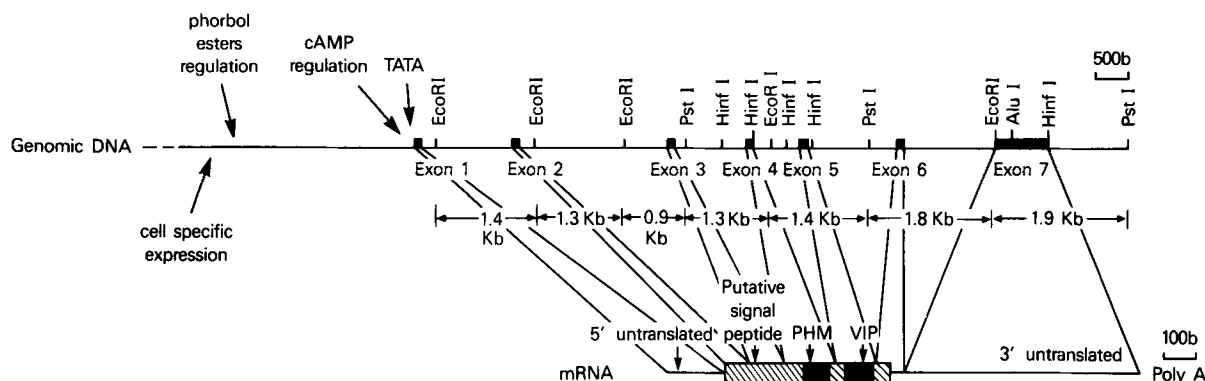 phorbol
esters
regulation
cAMP
regulation
TATA
500b
EcoRI
EcoRI
EcoRI
Pst I
Hinf I
Hinf I
EcoR I
Hinf I
Hinf I
Pst I
EcoRI
Alu I
Hinf I
Pst I
Genomic DNA
Exon 1
Exon 2
Exon 3
Exon 4
Exon 5
Exon 6
Exon 7
cell specific
expression
1.4
Kb
1.3 Kb
0.9
Kb
1.3 Kb
1.4 Kb
1.8 Kb
1.9 Kb
Putative
signal
peptide
5' untranslated
PHM
VIP
3' untranslated
100b
mRNA
Poly A